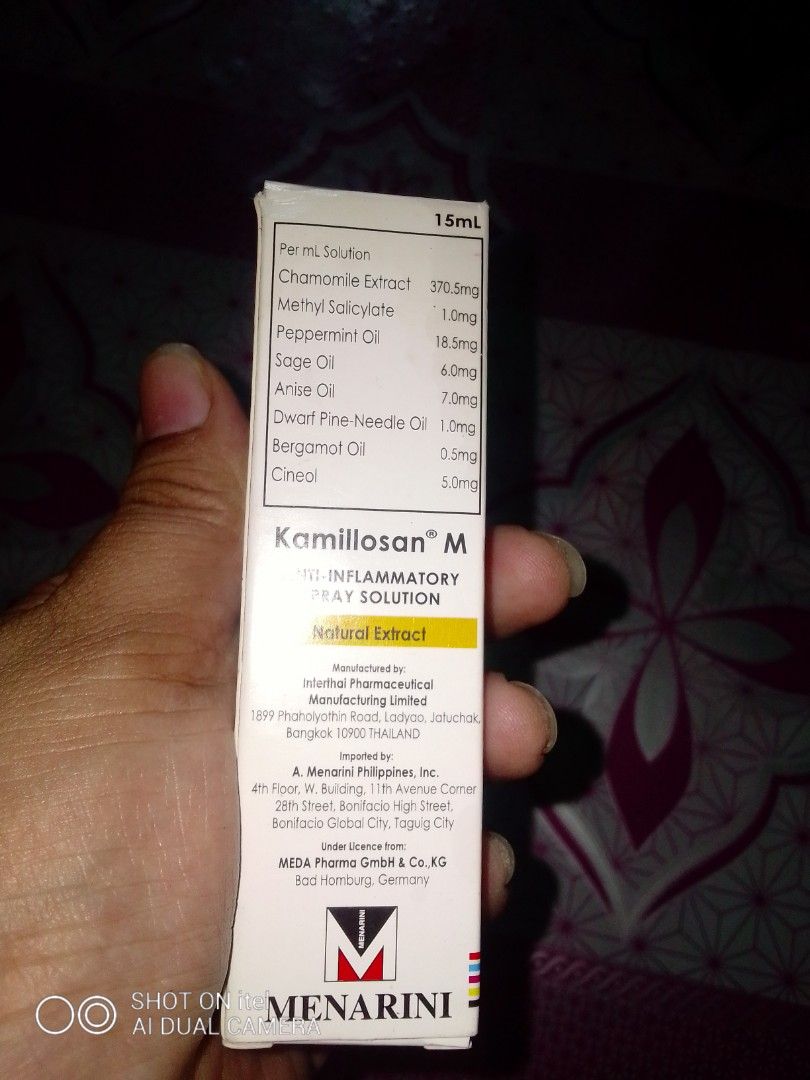 15mL
Per mL Solution
Chamomile Extract 370.5mg
Methyl Salicylate 1.0mg
Peppermint Oil 18.5mg
Sage Oil 6.0mg
Anise Oil 7.0mg
Dwarf Pine-Needle Oil 1.0mg
Bergamot Oil 0.5mg
Cineol 5.0mg
Kamillosan® M
NTI-INFLAMMATORY
PRAY SOLUTION
Natural Extract
Manufactured by:
Interthai Pharmaceutical
Manufacturing Limited
1899 Phaholyothin Road, Ladyao, Jatuchak,
Bangkok 10900 THAILAND
Imported by:
A. Menarini Philippines, Inc.
4th Floor, W. Building, 11th Avenue Corner
28th Street, Bonifacio High Street,
Bonifacio Global City, Taguig City
Under Licence from:
MEDA Pharma GmbH & Co.,KG
Bad Homburg, Germany
MENARINI
MENARINI
SHOT ON itel
AI DUAL CAMERA